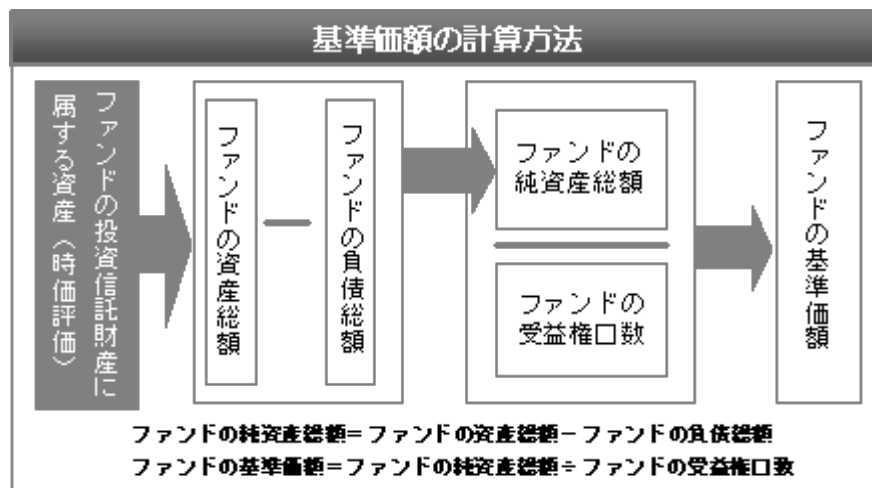 基準価額の計算方法
ファンドの投資信託財産に
属する資産（時価評価）
ファンドの資産総額
ファンドの負債総額
ファンドの
純資産総額
ファンドの
受益権口数
ファンドの基準価額
ファンドの純資産総額=ファンドの資産総額−ファンドの負債総額
ファンドの基準価額=ファンドの純資産総額÷ファンドの受益権口数